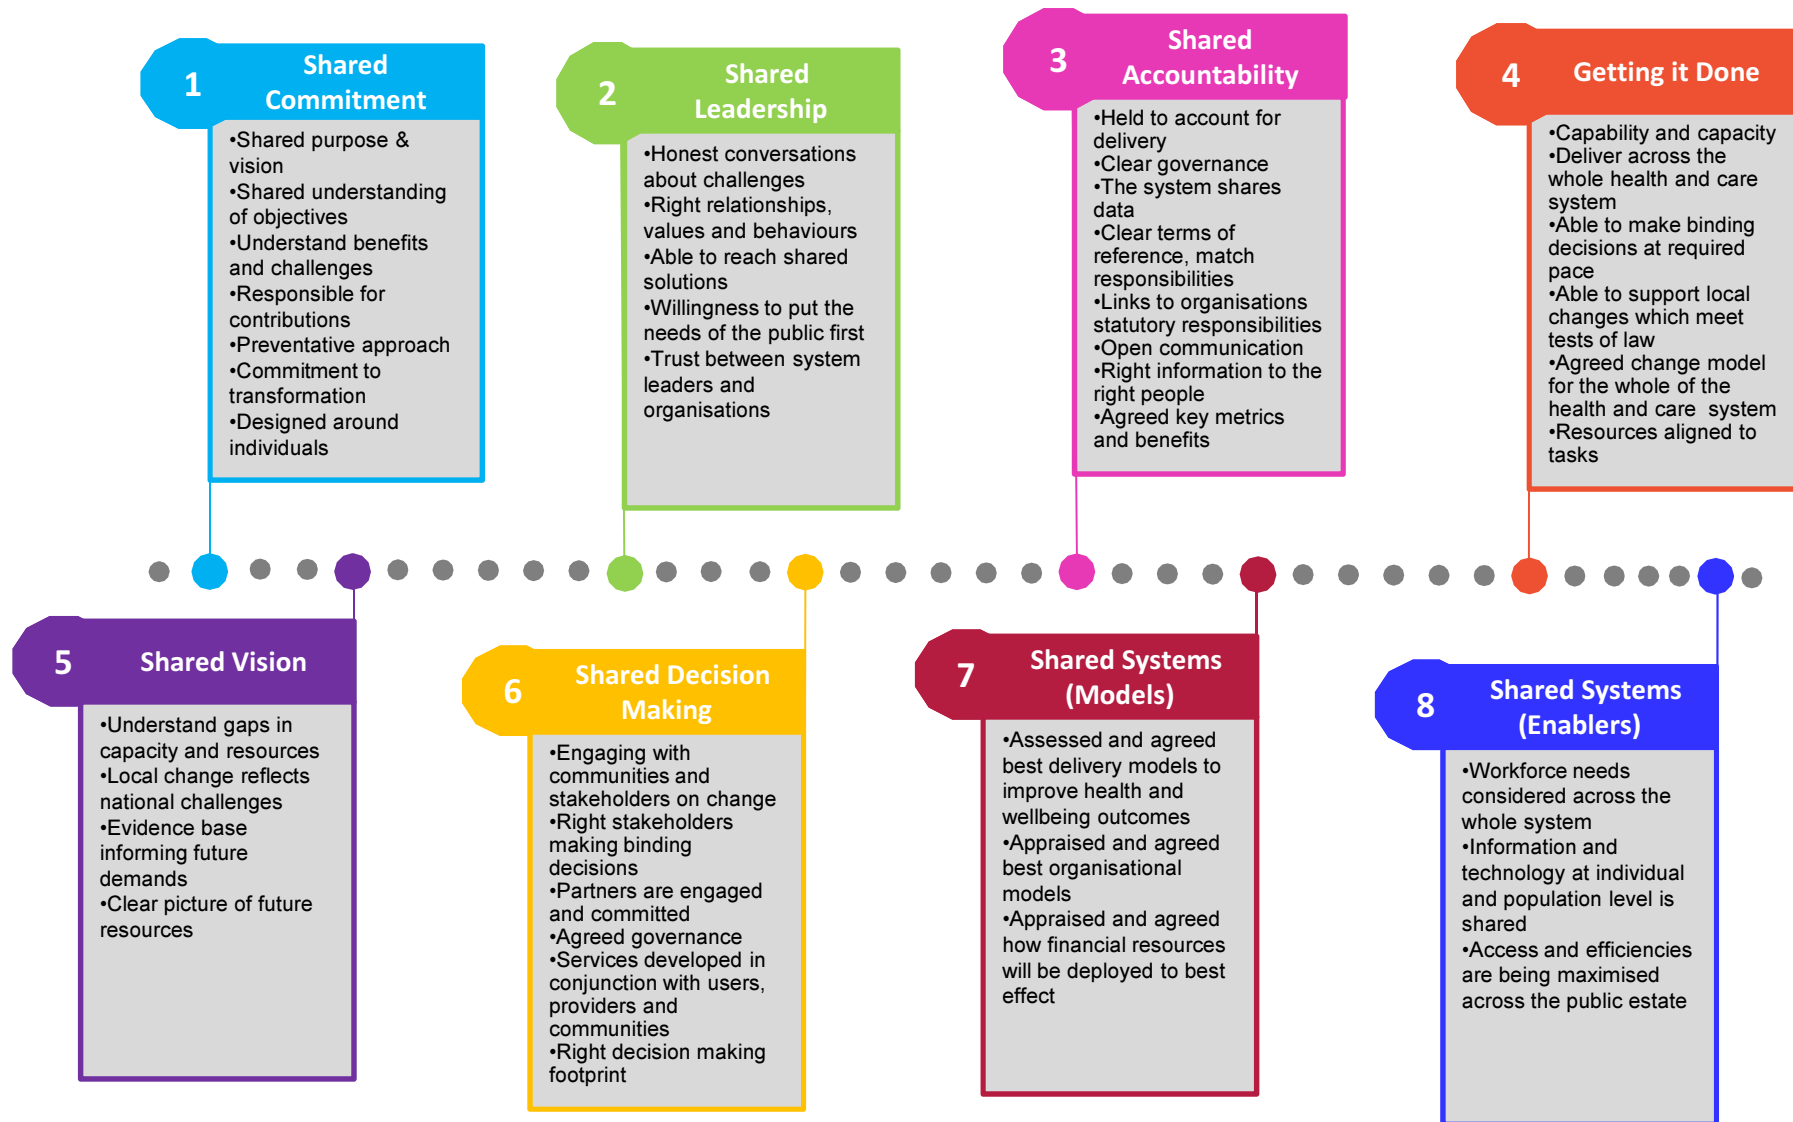 1
Shared
Commitment
•Shared purpose &
vision
•Shared understanding
of objectives
•Understand benefits
and challenges
•Responsible for
contributions
•Preventative approach
•Commitment to
transformation
•Designed around
individuals
2
Shared
Leadership
•Honest conversations
about challenges
•Right relationships,
values and behaviours
•Able to reach shared
solutions
•Willingness to put the
needs of the public first
•Trust between system
leaders and
organisations
3
Shared
Accountability
•Held to account for
delivery
•Clear governance
•The system shares
data
•Clear terms of
reference, match
responsibilities
•Links to organisations
statutory responsibilities
•Open communication
•Right information to the
right people
•Agreed key metrics
and benefits
4
Getting it Done
•Capability and capacity
•Deliver across the
whole health and care
system
•Able to make binding
decisions at required
pace
•Able to support local
changes which meet
tests of law
•Agreed change model
for the whole of the
health and care  system
•Resources aligned to
tasks
5
Shared Vision
•Understand gaps in
capacity and resources
•Local change reflects
national challenges
•Evidence base
informing future
demands
•Clear picture of future
resources
6
Shared Decision
Making
•Engaging with
communities and
stakeholders on change
•Right stakeholders
making binding
decisions
•Partners are engaged
and committed
•Agreed governance
•Services developed in
conjunction with users,
providers and
communities
•Right decision making
footprint
7
Shared Systems
(Models)
•Assessed and agreed
best delivery models to
improve health and
wellbeing outcomes
•Appraised and agreed
best organisational
models
•Appraised and agreed
how financial resources
will be deployed to best
effect
8
Shared Systems
(Enablers)
•Workforce needs
considered across the
whole system
•Information and
technology at individual
and population level is
shared
•Access and efficiencies
are being maximised
across the public estate